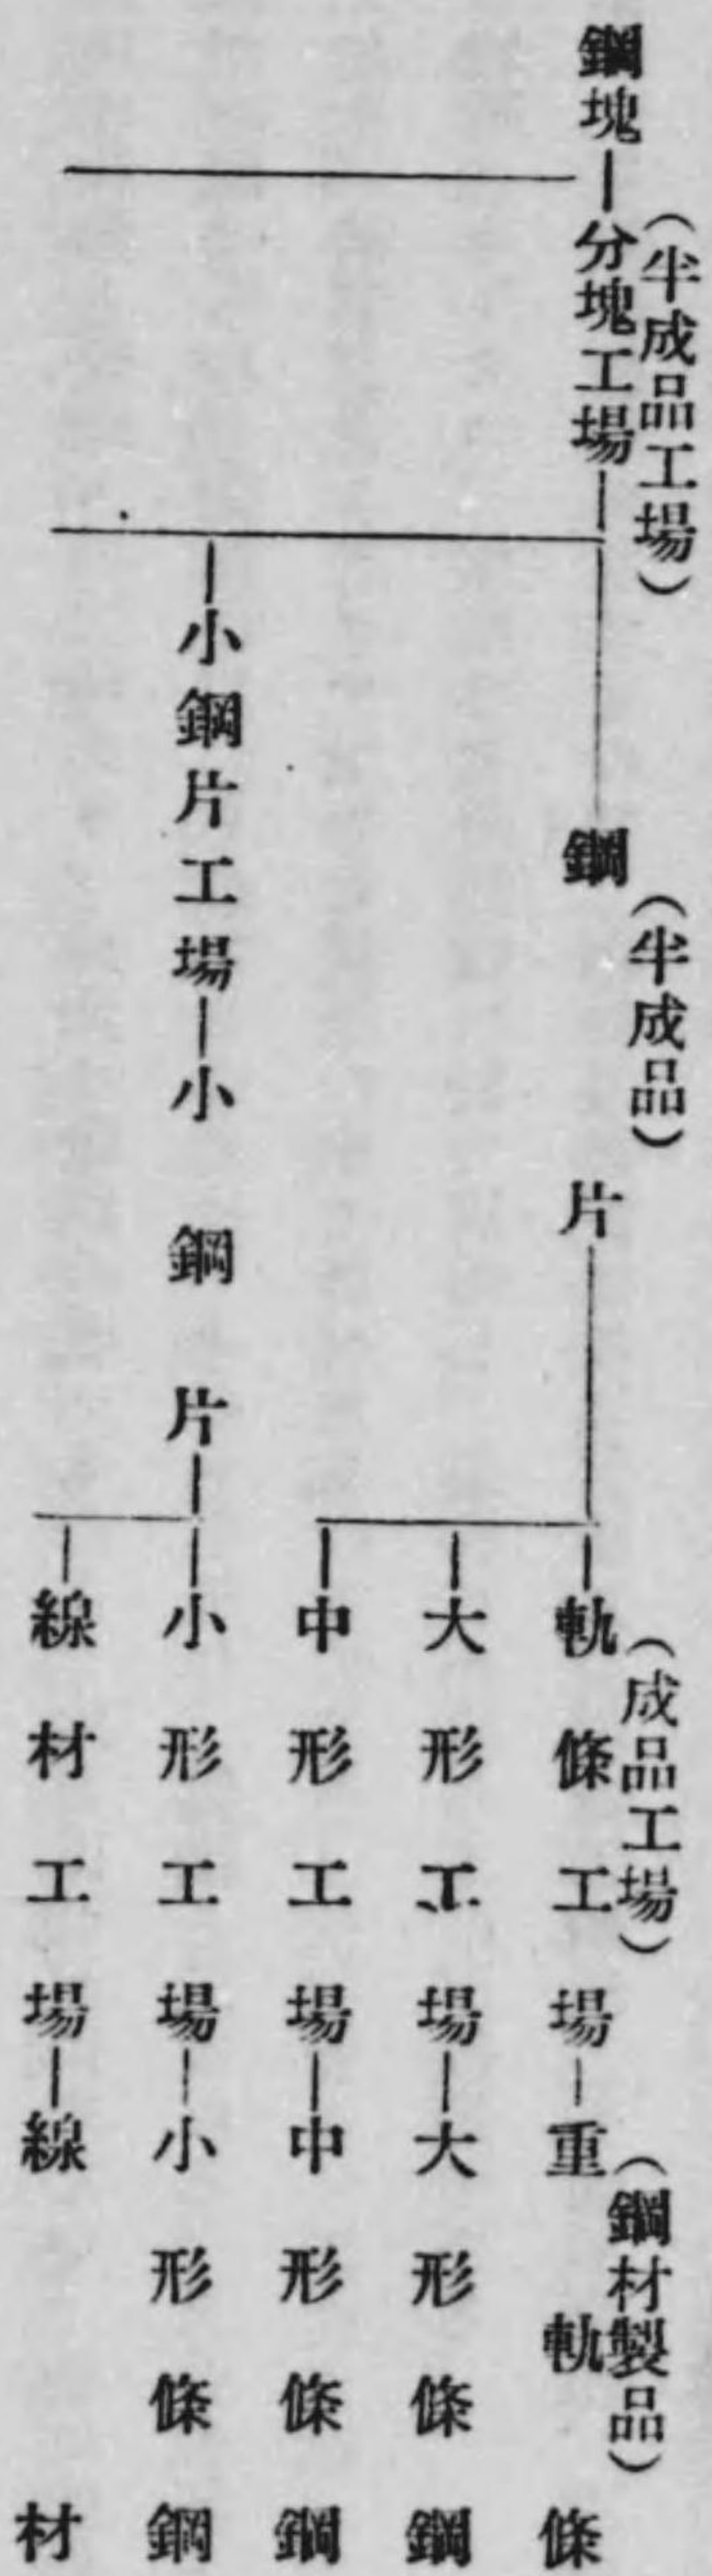 （半成品工場）
鋼塊―分塊工場
（半成品）
鋼片
（成品工場）
軌條工場―重軌條
（鋼材製品）
大形工場―大形條鋼
中形工場―中形條鋼
小鋼片工場―小鋼片
小形工場―小形條鋼
線材工場―線材